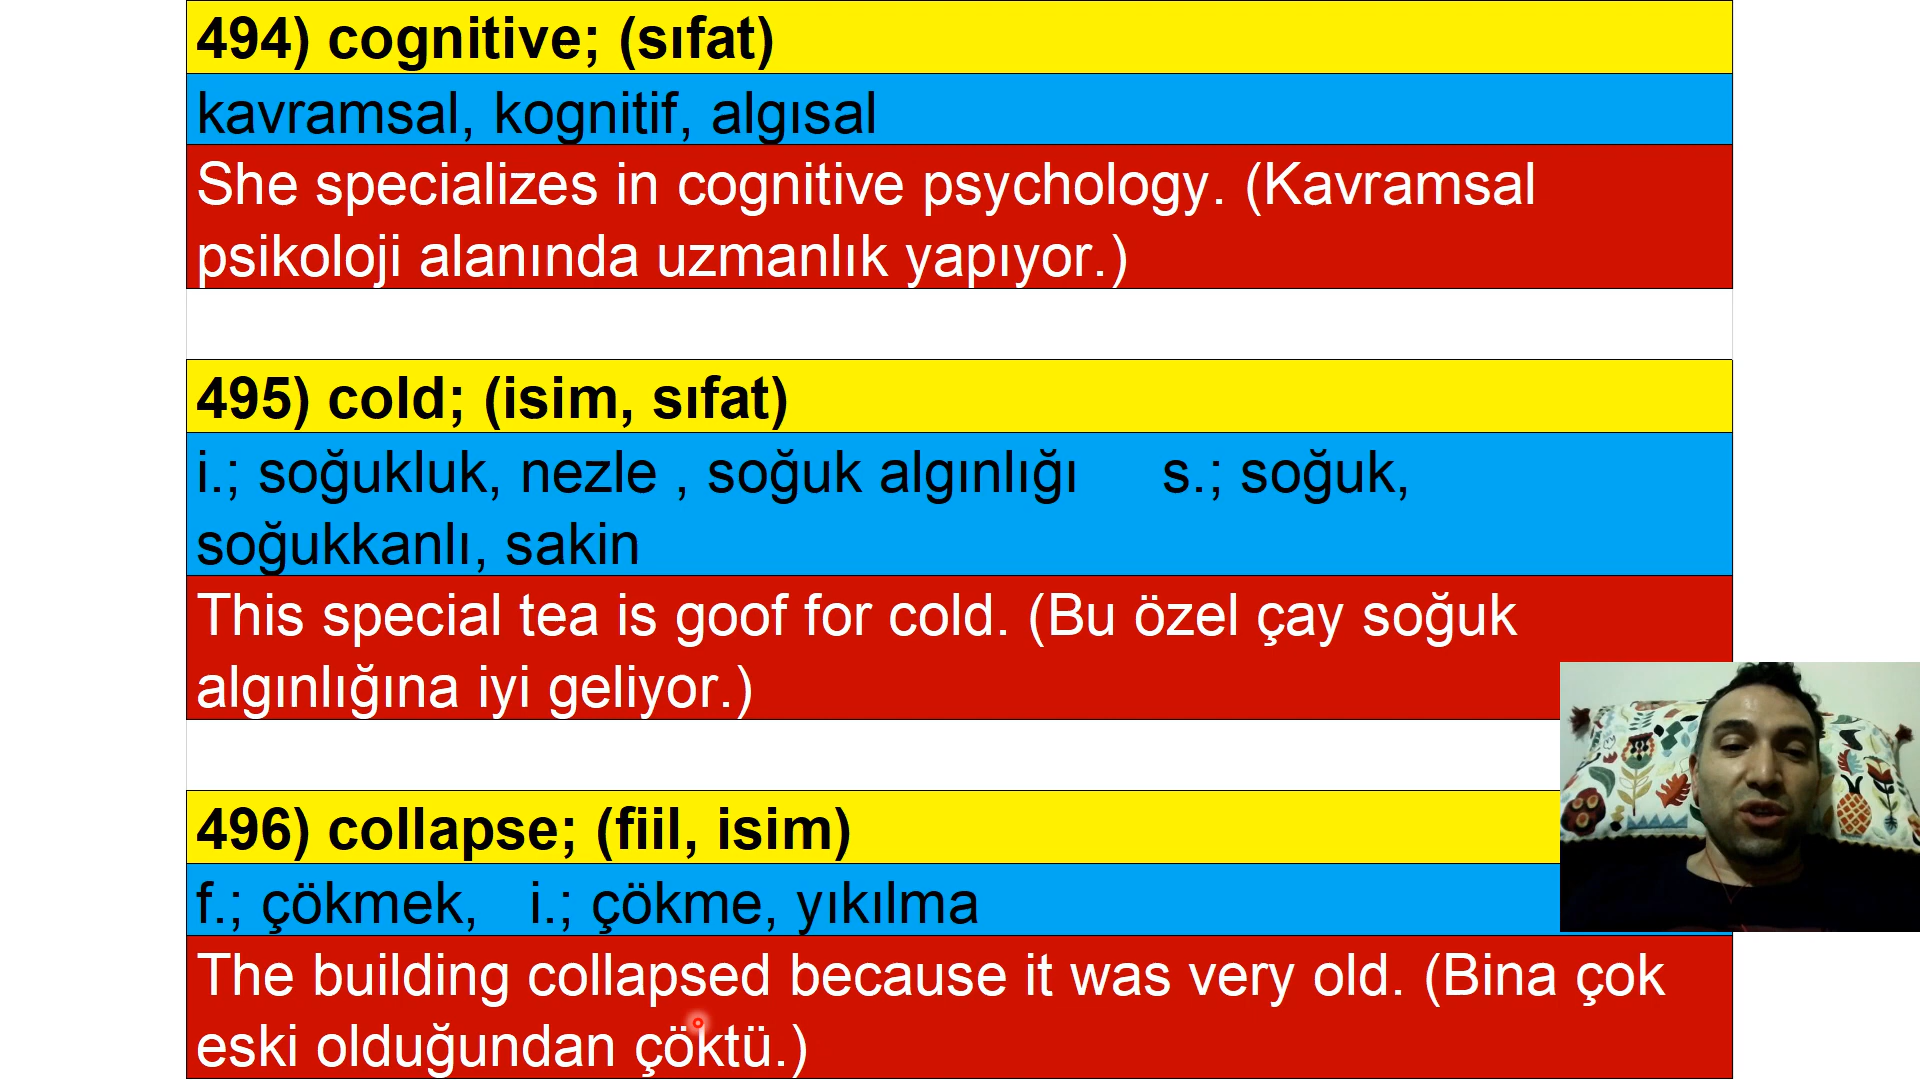 494) cognitive; (sıfat)
kavramsal, kognitif, algısal
She specializes in cognitive psychology. (Kavramsal
psikoloji alanında uzmanlık yapıyor.)
495) cold; (isim, sıfat)
i.; soğukluk, nezle , soğuk algınlığı s.; soğuk,
soğukkanlı, sakin
This special tea is goof for cold. (Bu özel çay soğuk
algınlığına iyi geliyor.)
496) collapse; (fiil, isim)
f.; çökmek, i.; çökme, yıkılma
The building collapsed because it was very old. (Bina çok
eski olduğundan çöktü.)